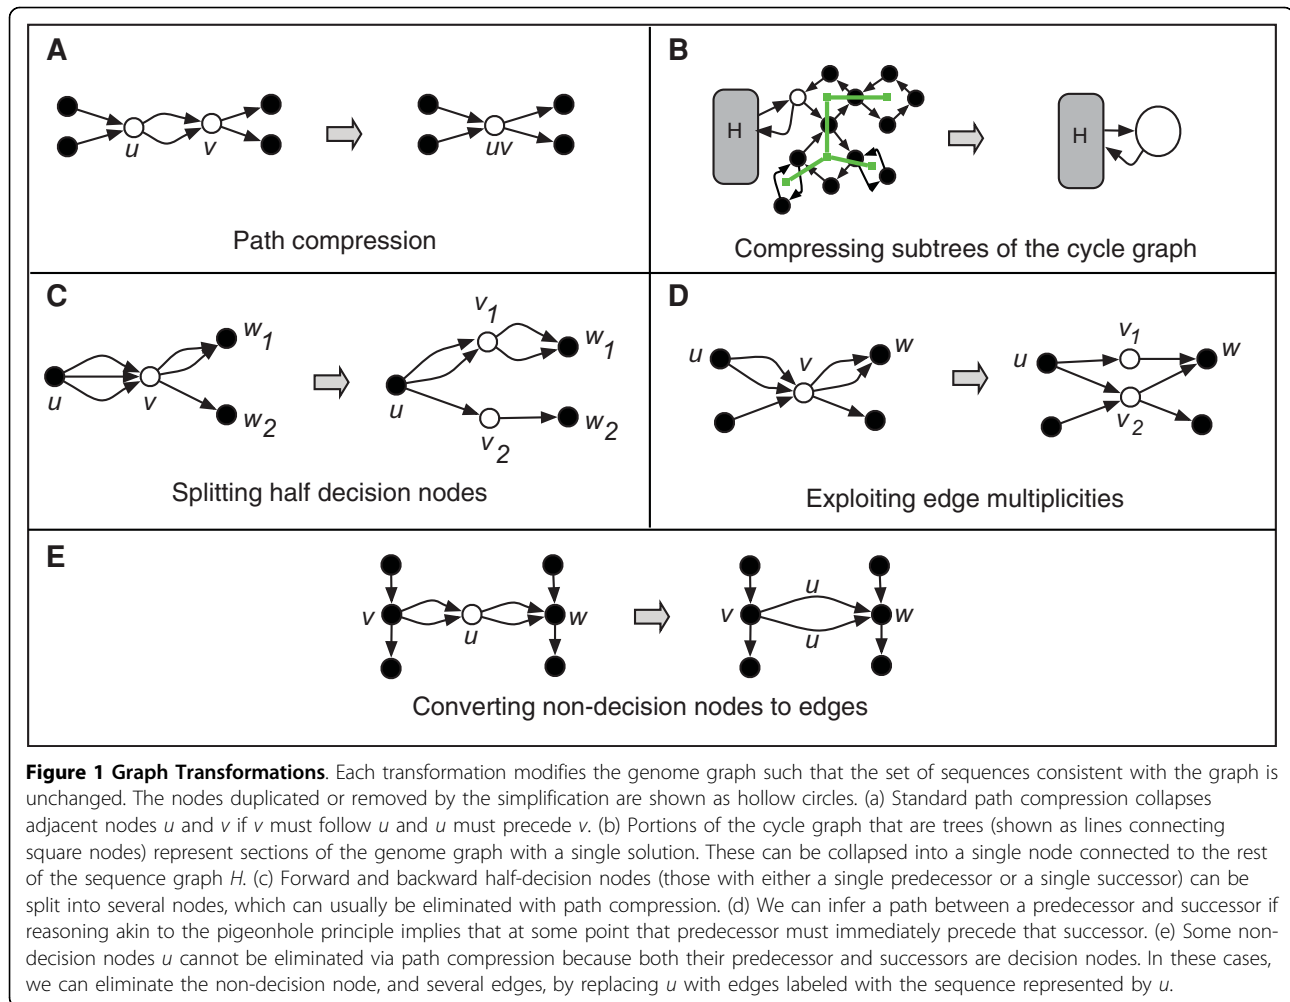 A
u
v
uv
Path compression
B
H
H
Compressing subtrees of the cycle graph
C
u
v
w1
w2
u
v1
v2
w1
w2
Splitting half decision nodes
D
u
v
w
u
v1
v2
w
Exploiting edge multiplicities
E
v
u
w
v
u
u
w
Converting non-decision nodes to edges
Figure 1 Graph Transformations. Each transformation modifies the genome graph such that the set of sequences consistent with the graph is
unchanged. The nodes duplicated or removed by the simplification are shown as hollow circles. (a) Standard path compression collapses
adjacent nodes u and v if v must follow u and u must precede v. (b) Portions of the cycle graph that are trees (shown as lines connecting
square nodes) represent sections of the genome graph with a single solution. These can be collapsed into a single node connected to the rest
of the sequence graph H. (c) Forward and backward half-decision nodes (those with either a single predecessor or a single successor) can be
split into several nodes, which can usually be eliminated with path compression. (d) We can infer a path between a predecessor and successor if
reasoning akin to the pigeonhole principle implies that at some point that predecessor must immediately precede that successor. (e) Some non-
decision nodes u cannot be eliminated via path compression because both their predecessor and successors are decision nodes. In these cases,
we can eliminate the non-decision node, and several edges, by replacing u with edges labeled with the sequence represented by u.